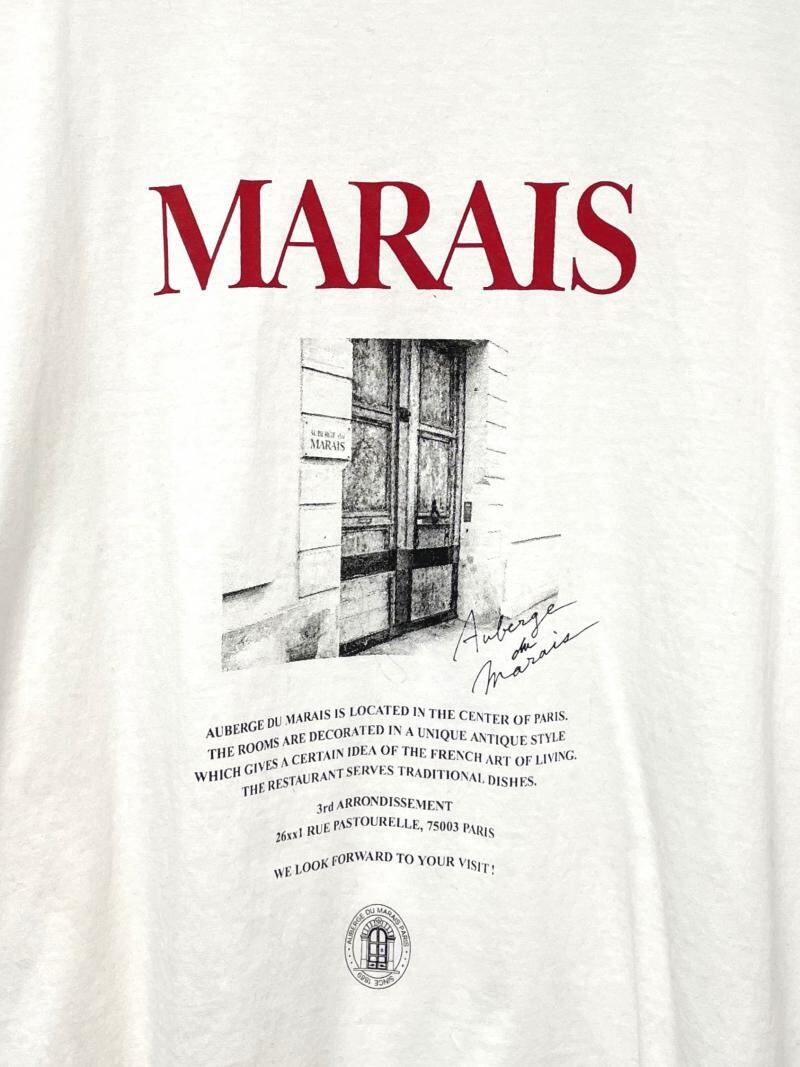 MARAIS
AUBERGE du
MARAIS
Auberge
du
Marais
AUBERGE DU MARAIS IS LOCATED IN THE CENTER OF PARIS.
THE ROOMS ARE DECORATED IN A UNIQUE ANTIQUE STYLE
WHICH GIVES A CERTAIN IDEA OF THE FRENCH ART OF LIVING.
THE RESTAURANT SERVES TRADITIONAL DISHES.
3rd ARRONDISSEMENT
26xx1 RUE PASTOURELLE, 75003 PARIS
WE LOOK FORWARD TO YOUR VISIT!
AUBERGE DU MARAIS PARIS
SINCE 1889